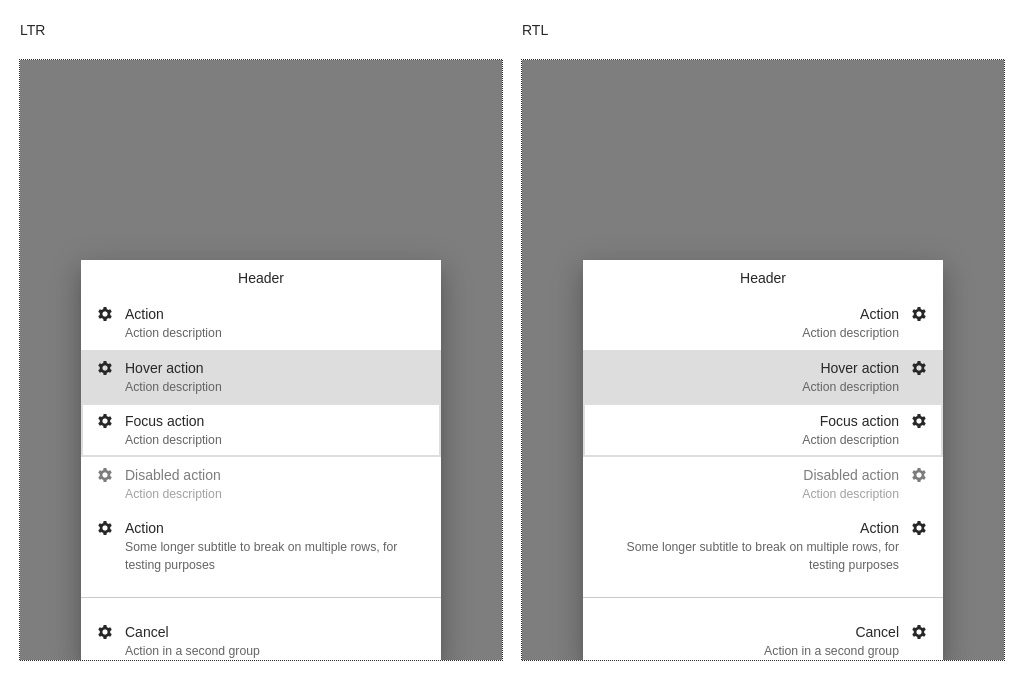 LTR
Header
Action
Action description
Hover action
Action description
Focus action
Action description
Disabled action
Action description
Action
Some longer subtitle to break on multiple rows, for
testing purposes
Cancel
Action in a second group
RTL
Header
Action
Action description
Hover action
Action description
Focus action
Action description
Disabled action
Action description
Action
Some longer subtitle to break on multiple rows, for
testing purposes
Cancel
Action in a second group